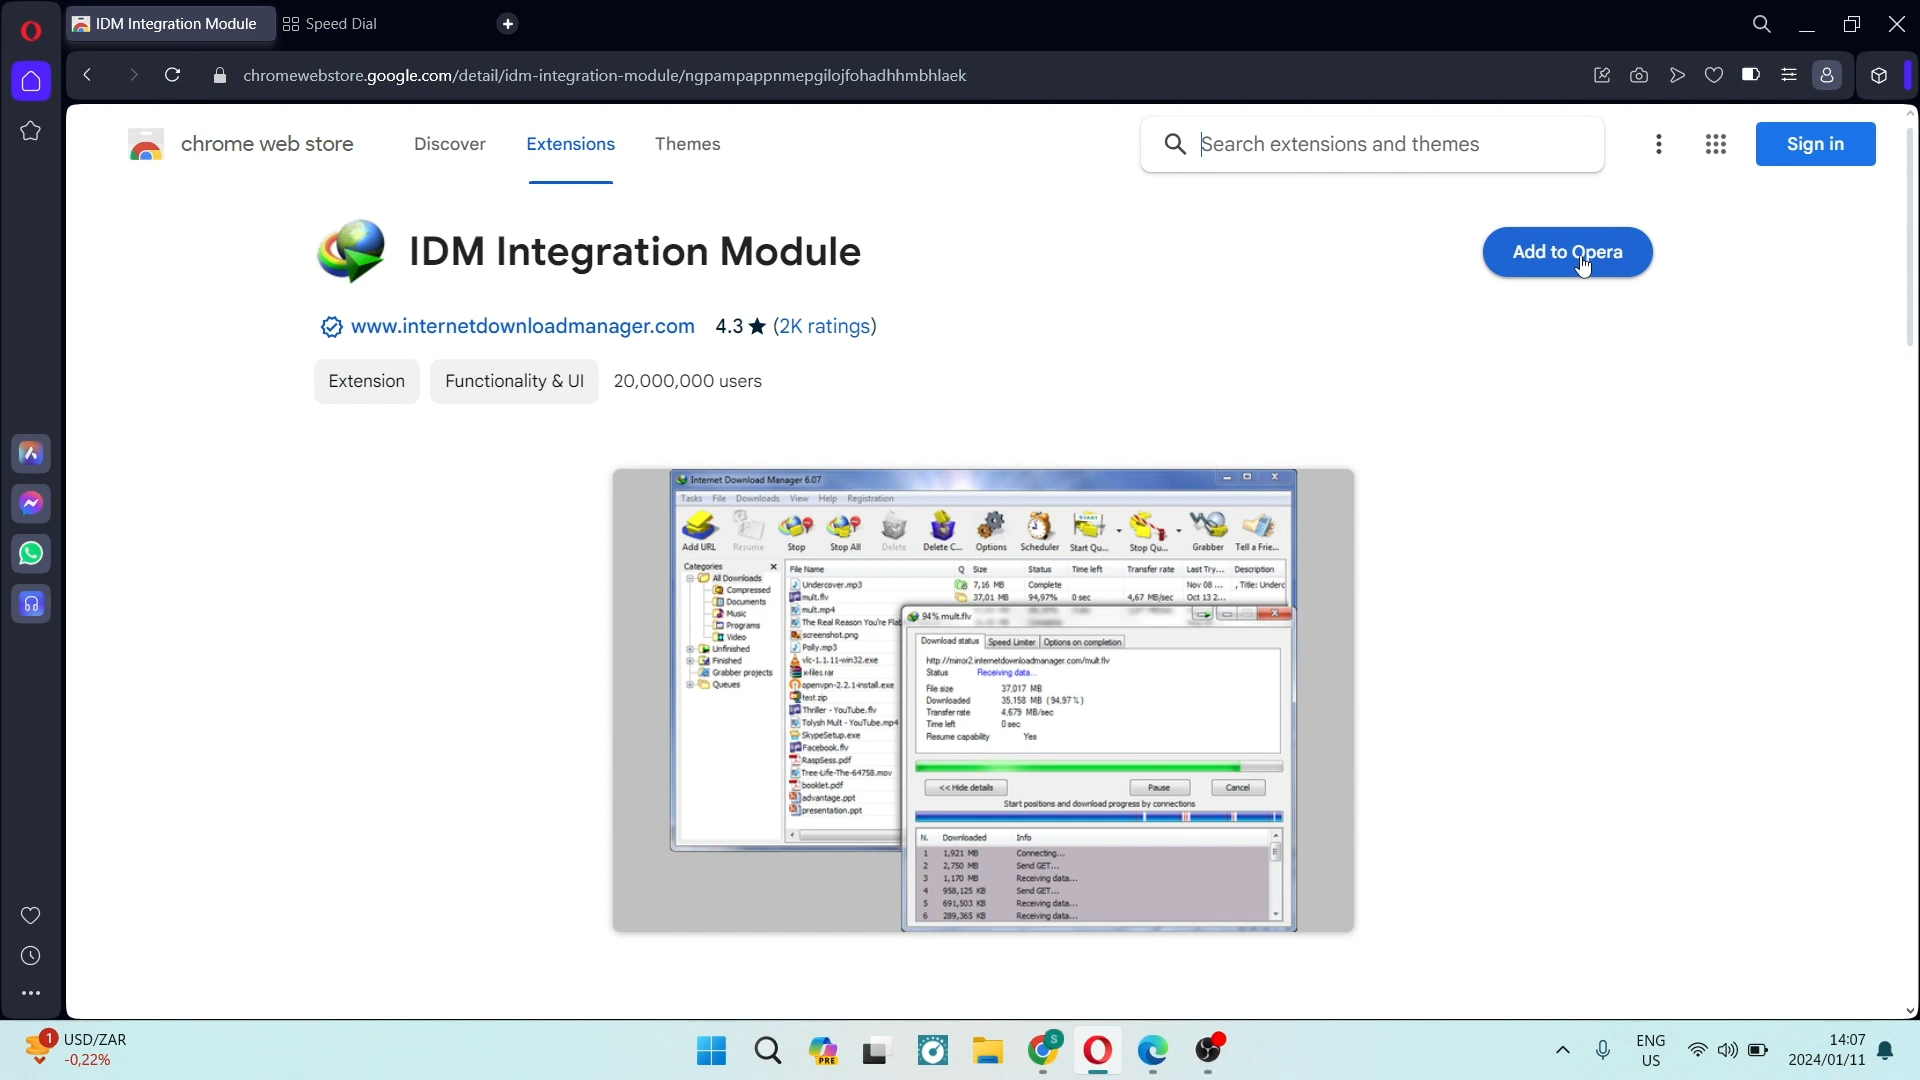 IDM Integration Module
Speed Dial
chromewebstore.google.com/detail/idm-integration-module/ngpampappnmepgilojfohadhhmbhlaek
chrome web store
Discover
Extensions
Themes
Search extensions and themes
Sign in
IDM Integration Module
Add to Opera
www.internetdownloadmanager.com 4.3 ★ (2K ratings)
Extension
Functionality & UI
20,000,000 users
Internet Download Manager 6.07
Tasks File Downloads View Help Registration
Add URL Resume Stop Stop All Delete Delete C... Options Scheduler Start Qu... Stop Qu... Grabber Tell a Frie...
Categories
All Downloads
Compressed
Documents
Music
Programs
Video
Unfinished
Finished
Grabber projects
Queues
File Name Q Size Status Time left Transfer rate Last Try... Description
Undercover.mp3 7,16 MB Complete Nov 08 ... , Title: Underc
mult.flv 37,01 MB 94,97% 0 sec 4,67 MB/sec Oct 13 2...
mult.mp4
The Real Reason You're Flab
screenshot.png
Polly.mp3
vlc-1.1.11-win32.exe
x-files.rar
openvpn-2.2.1-install.exe
test.zip
Thriller - YouTube.flv
Tolysh Mult - YouTube.mp4
SkypeSetup.exe
Facebook.flv
RaspSess.pdf
Tree-Life-The-64758.mov
booklet.pdf
advantage.ppt
presentation.ppt
94% mult.flv
Download status Speed Limiter Options on completion
http://mirror2.internetdownloadmanager.com/mult.flv
Status Receiving data...
File size 37,017 MB
Downloaded 35,158 MB (94,97%)
Transfer rate 4,679 MB/sec
Time left 0 sec
Resume capability Yes
<< Hide details
Pause
Cancel
Start positions and download progress by connections
N. Downloaded Info
1 1,921 MB Connecting...
2 2,750 MB Send GET...
3 1,170 MB Receiving data...
4 958,125 KB Send GET...
5 691,503 KB Receiving data...
6 289,365 KB Receiving data...
1
USD/ZAR
-0,22%
PRE
S
ENG
US
14:07
2024/01/11